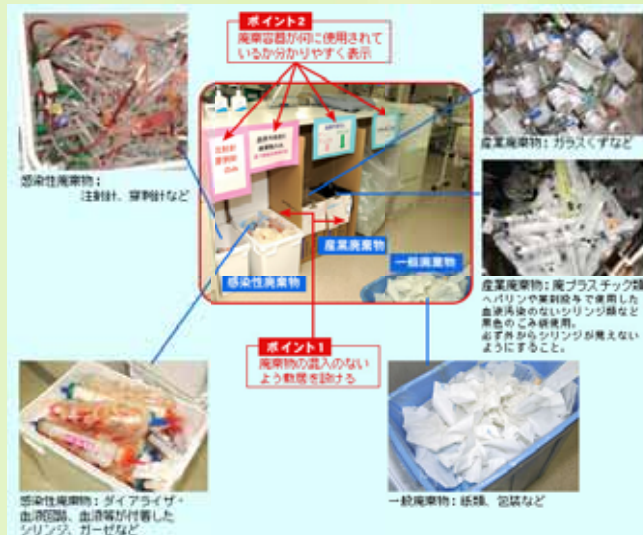 ポイント2
廃棄容器が何に使用されて
いるか分かりやすく表示
産業廃棄物:ガラスくずなど
感染性廃棄物:
注射針、穿刺針など
注射針
のみ
産業廃棄物
一般廃棄物
感染性廃棄物
産業廃棄物:廃プラスチック類
ヘパリンや薬剤投与で使用した
血液汚染のないシリンジ類など
黒色のごみ袋使用。
必ず外からシリンジが見えない
ようにすること。
ポイント1
廃棄物の混入のない
よう敷居を設ける
感染性廃棄物:ダイアライザ・
血液回路、血液等が付着した
シリンジ、ガーゼなど
一般廃棄物:紙類、包装など